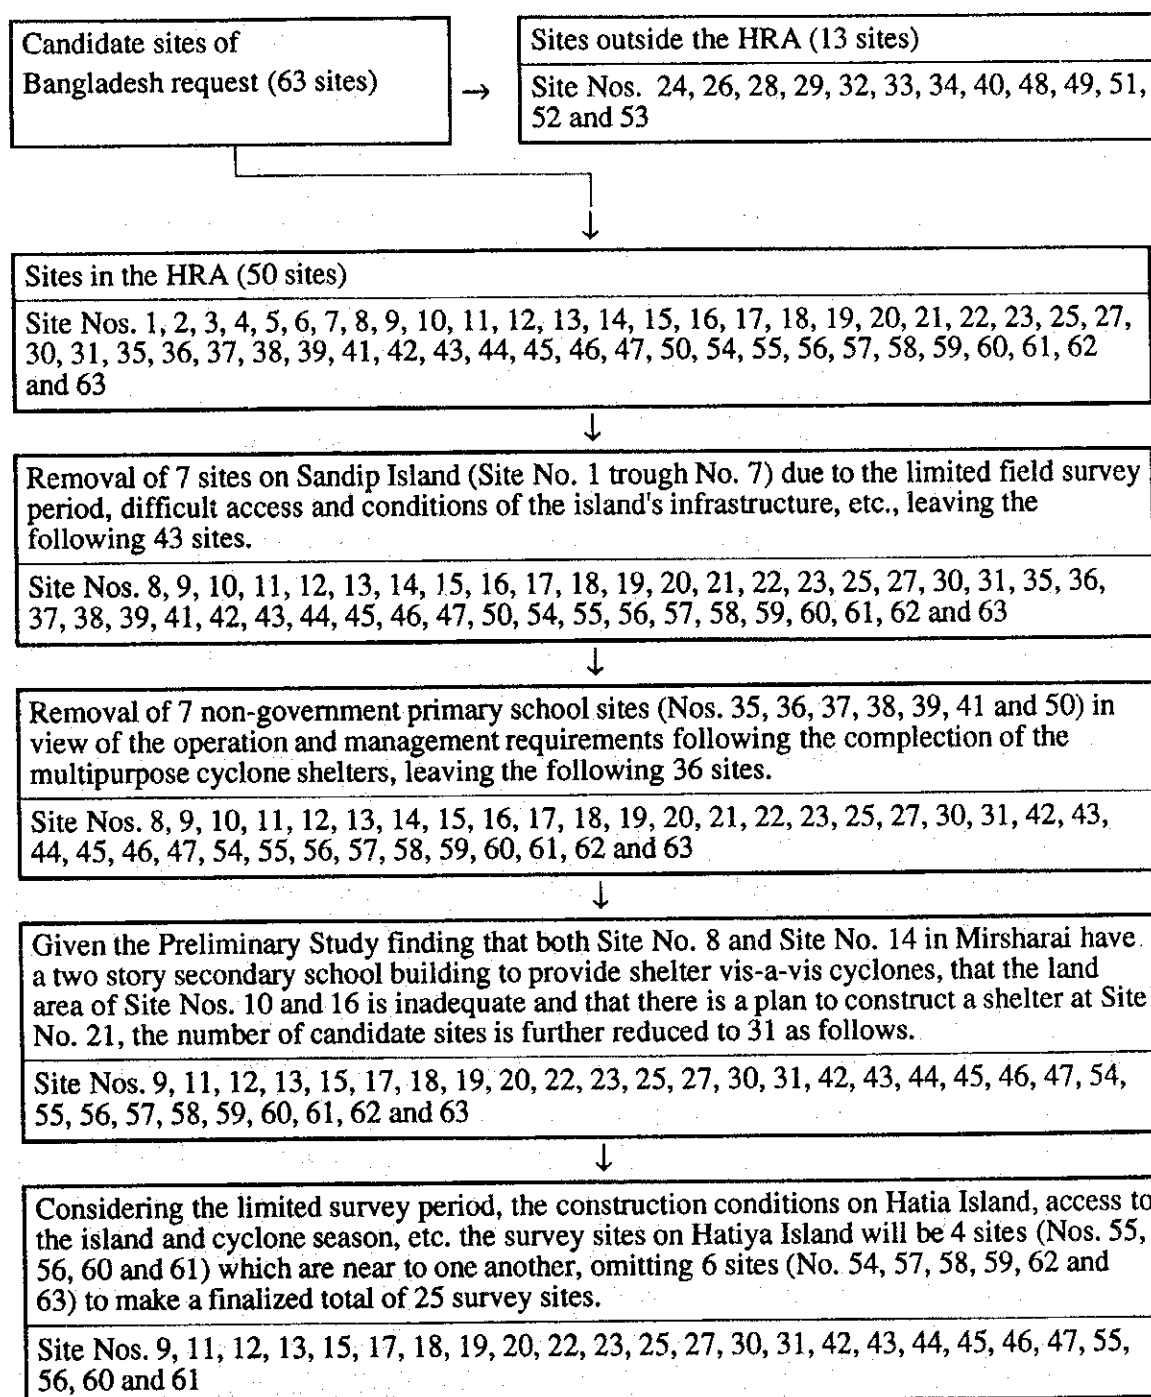 Candidate sites of
Bangladesh request (63 sites)
→
Sites outside the HRA (13 sites)
Site Nos. 24, 26, 28, 29, 32, 33, 34, 40, 48, 49, 51,
52 and 53
↓
Sites in the HRA (50 sites)
Site Nos. 1, 2, 3, 4, 5, 6, 7, 8, 9, 10, 11, 12, 13, 14, 15, 16, 17, 18, 19, 20, 21, 22, 23, 25, 27,
30, 31, 35, 36, 37, 38, 39, 41, 42, 43, 44, 45, 46, 47, 50, 54, 55, 56, 57, 58, 59, 60, 61, 62
and 63
↓
Removal of 7 sites on Sandip Island (Site No. 1 trough No. 7) due to the limited field survey
period, difficult access and conditions of the island's infrastructure, etc., leaving the
following 43 sites.
Site Nos. 8, 9, 10, 11, 12, 13, 14, 15, 16, 17, 18, 19, 20, 21, 22, 23, 25, 27, 30, 31, 35, 36,
37, 38, 39, 41, 42, 43, 44, 45, 46, 47, 50, 54, 55, 56, 57, 58, 59, 60, 61, 62 and 63
↓
Removal of 7 non-government primary school sites (Nos. 35, 36, 37, 38, 39, 41 and 50) in
view of the operation and management requirements following the complection of the
multipurpose cyclone shelters, leaving the following 36 sites.
Site Nos. 8, 9, 10, 11, 12, 13, 14, 15, 16, 17, 18, 19, 20, 21, 22, 23, 25, 27, 30, 31, 42, 43,
44, 45, 46, 47, 54, 55, 56, 57, 58, 59, 60, 61, 62 and 63
↓
Given the Preliminary Study finding that both Site No. 8 and Site No. 14 in Mirsharai have
a two story secondary school building to provide shelter vis-a-vis cyclones, that the land
area of Site Nos. 10 and 16 is inadequate and that there is a plan to construct a shelter at Site
No. 21, the number of candidate sites is further reduced to 31 as follows.
Site Nos. 9, 11, 12, 13, 15, 17, 18, 19, 20, 22, 23, 25, 27, 30, 31, 42, 43, 44, 45, 46, 47, 54,
55, 56, 57, 58, 59, 60, 61, 62 and 63
↓
Considering the limited survey period, the construction conditions on Hatia Island, access to
the island and cyclone season, etc. the survey sites on Hatiya Island will be 4 sites (Nos. 55,
56, 60 and 61) which are near to one another, omitting 6 sites (No. 54, 57, 58, 59, 62 and
63) to make a finalized total of 25 survey sites.
Site Nos. 9, 11, 12, 13, 15, 17, 18, 19, 20, 22, 23, 25, 27, 30, 31, 42, 43, 44, 45, 46, 47, 55,
56, 60 and 61